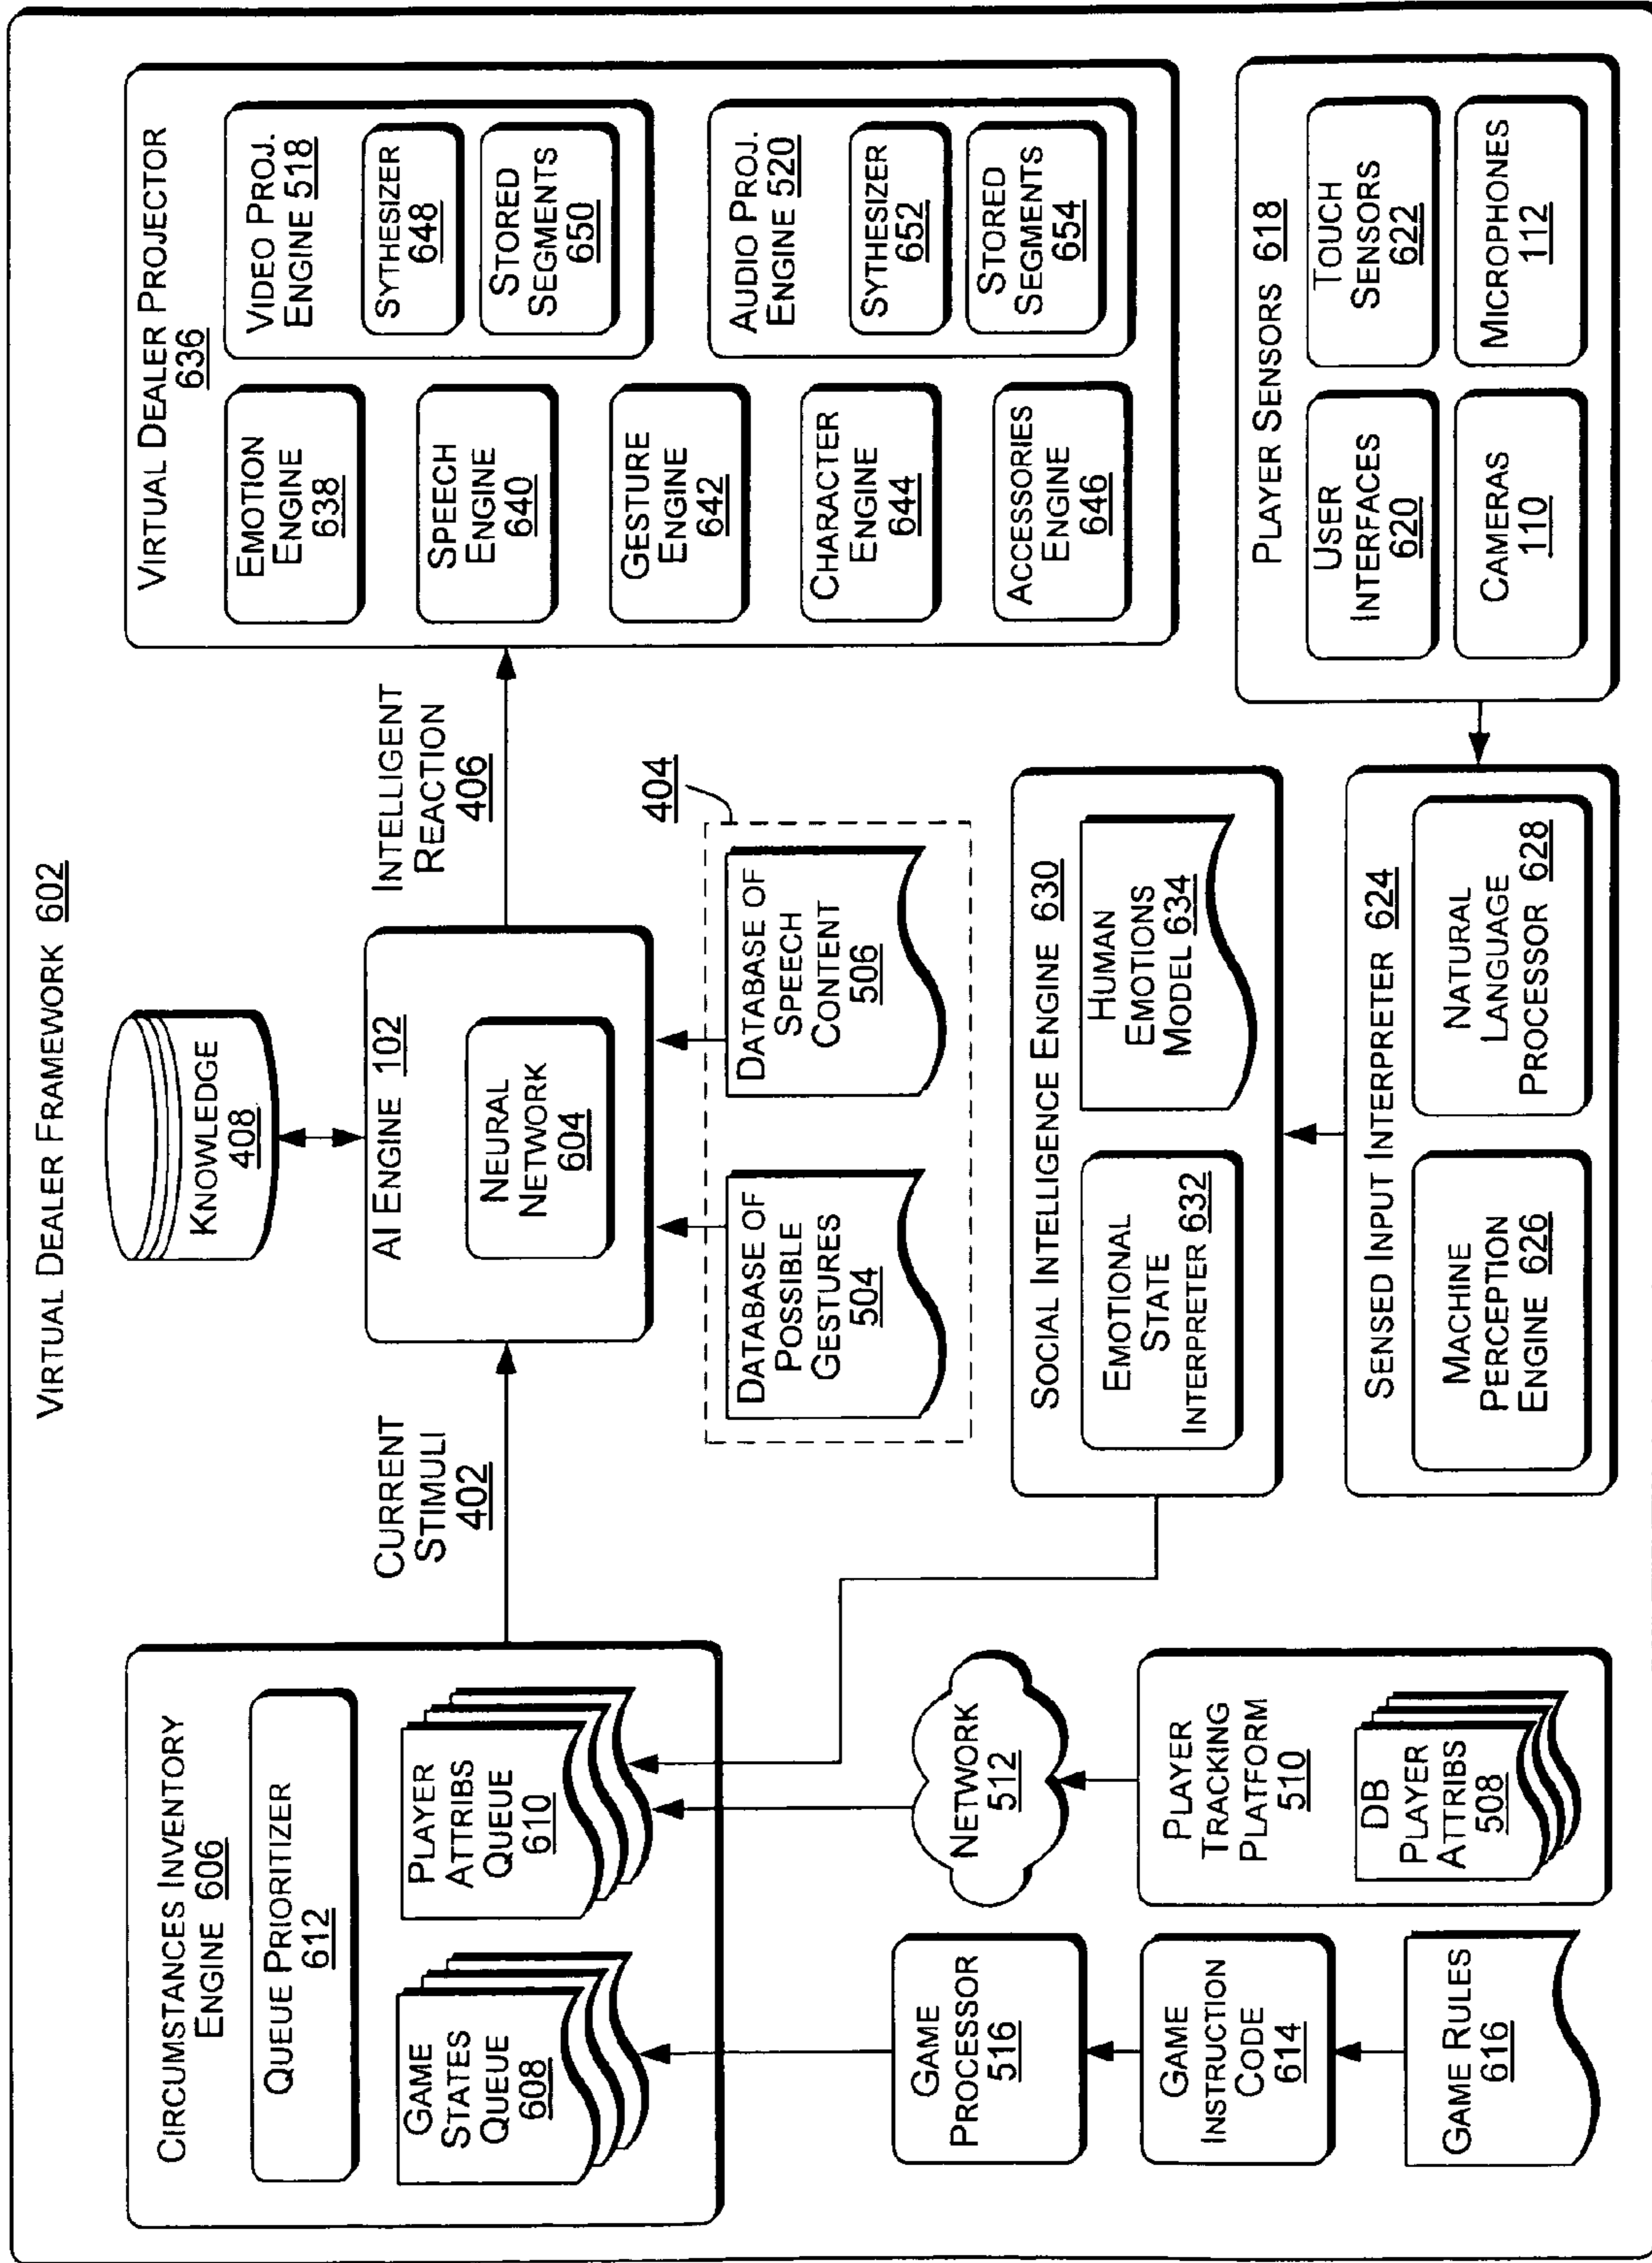 VIRTUAL DEALER FRAMEWORK 602
CIRCUMSTANCES INVENTORY
ENGINE 606
QUEUE PRIORITIZER
612
GAME
STATES
QUEUE
608
PLAYER
ATTRIBS
QUEUE
610
CURRENT
STIMULI
402
KNOWLEDGE
408
AI ENGINE 102
NEURAL
NETWORK
604
INTELLIGENT
REACTION
406
404
DATABASE OF
POSSIBLE
GESTURES
504
DATABASE OF
SPEECH
CONTENT
506
VIRTUAL DEALER PROJECTOR
636
EMOTION
ENGINE
638
SPEECH
ENGINE
640
GESTURE
ENGINE
642
CHARACTER
ENGINE
644
ACCESSORIES
ENGINE
646
VIDEO PROJ.
ENGINE 518
SYTHESIZER
648
STORED
SEGMENTS
650
AUDIO PROJ.
ENGINE 520
SYTHESIZER
652
STORED
SEGMENTS
654
GAME
PROCESSOR
516
GAME
INSTRUCTION
CODE
614
GAME RULES
616
NETWORK
512
PLAYER
TRACKING
PLATFORM
510
DB
PLAYER
ATTRIBS
508
SOCIAL INTELLIGENCE ENGINE 630
EMOTIONAL
STATE
INTERPRETER 632
HUMAN
EMOTIONS
MODEL 634
SENSED INPUT INTERPRETER 624
MACHINE
PERCEPTION
ENGINE 626
NATURAL
LANGUAGE
PROCESSOR 628
PLAYER SENSORS 618
USER
INTERFACES
620
TOUCH
SENSORS
622
CAMERAS
110
MICROPHONES
112